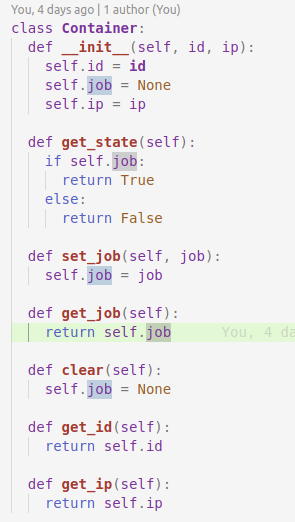 You, 4 days ago | 1 author (You)
class Container:
  def __init__(self, id, ip):
    self.id = id
    self.job = None
    self.ip = ip

  def get_state(self):
    if self.job:
      return True
    else:
      return False

  def set_job(self, job):
    self.job = job

  def get_job(self):
    return self.job You, 4 da

  def clear(self):
    self.job = None

  def get_id(self):
    return self.id

  def get_ip(self):
    return self.ip